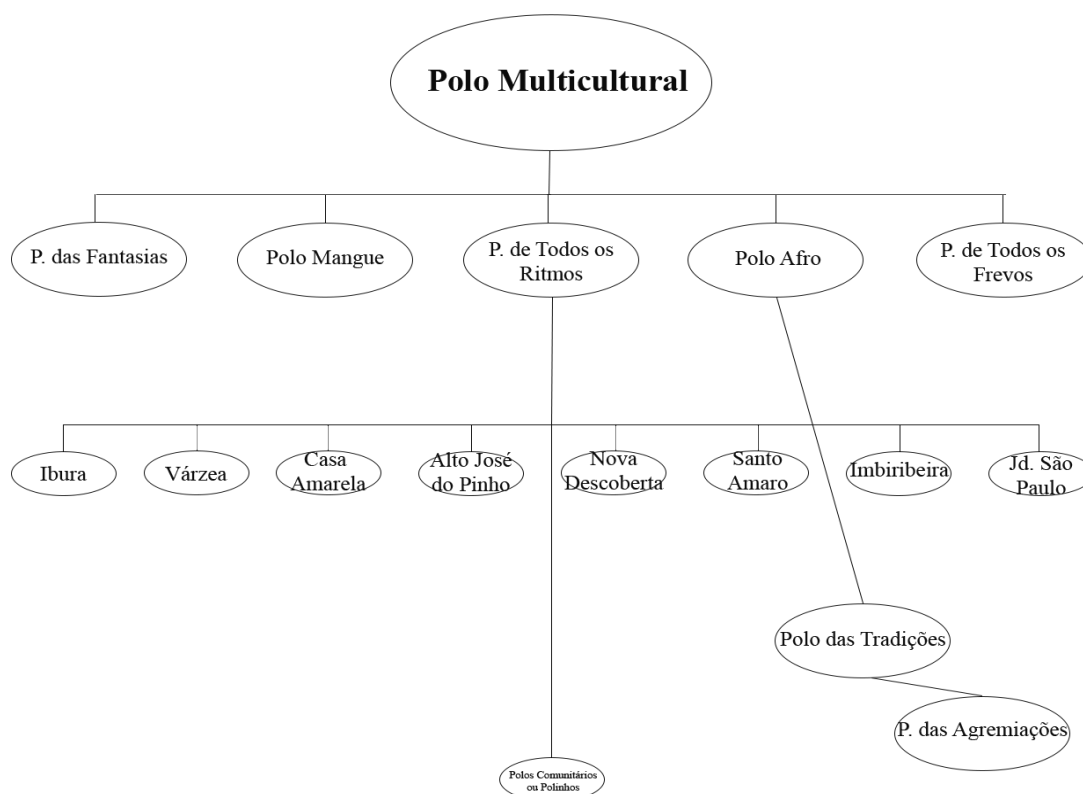 Polo Multicultural
P. das Fantasias
Polo Mangue
P. de Todos os
Ritmos
Polo Afro
P. de Todos os
Frevos
Ibura
Várzea
Casa
Amarela
Alto José
do Pinho
Nova
Descoberta
Santo
Amaro
Imbiribeira
Jd. São
Paulo
Polo das Tradições
P. das Agremiações
Polos Comunitários
ou Polinhos